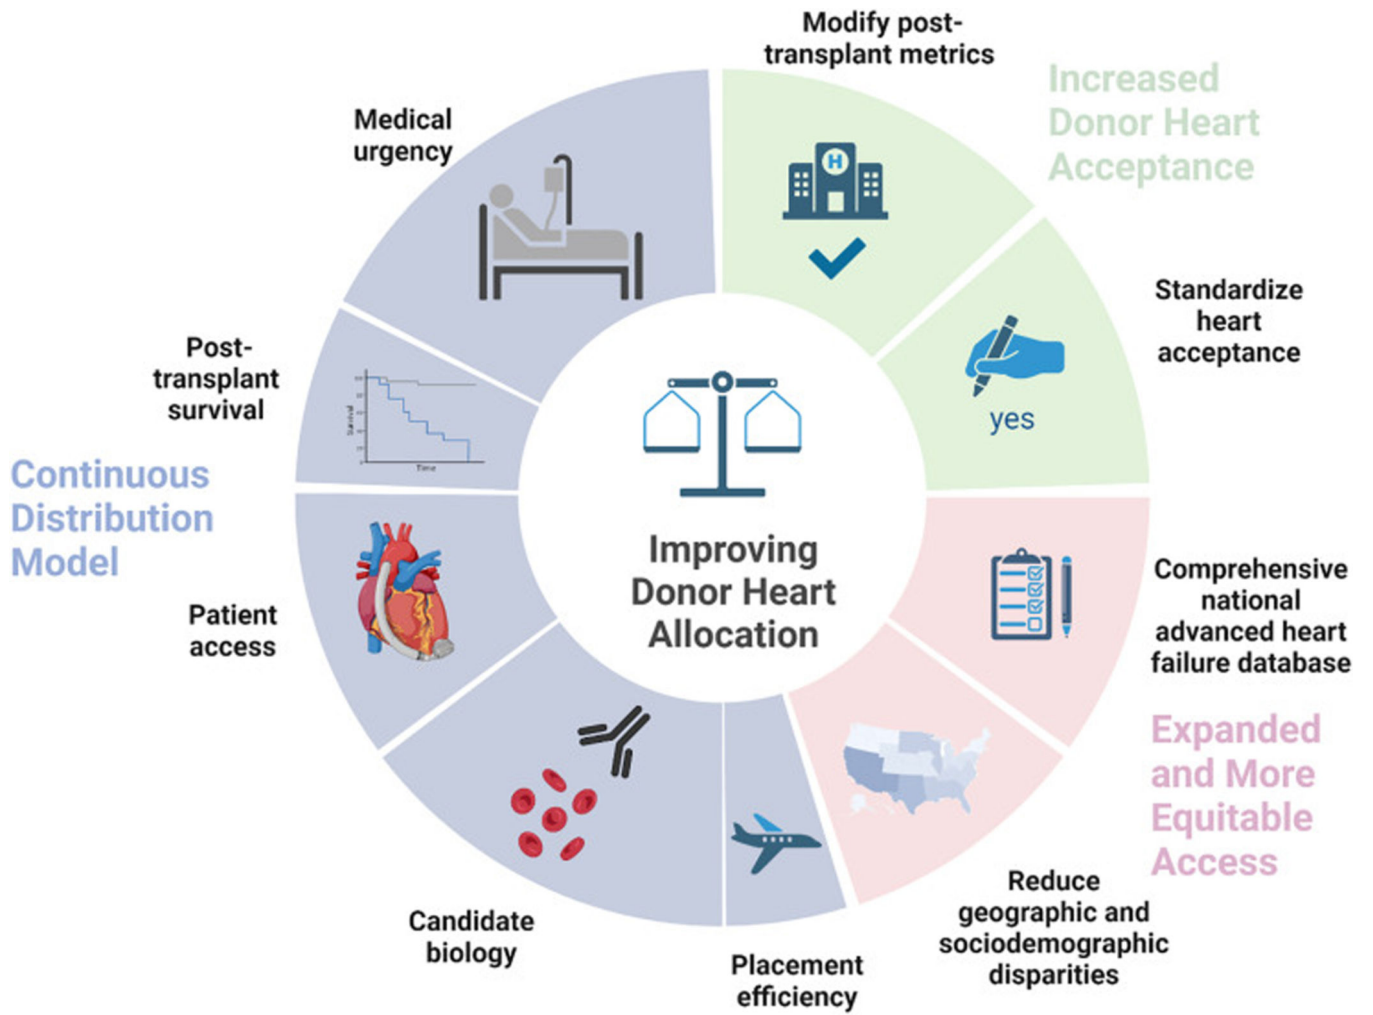 Modify post-
transplant metrics
Increased
Donor Heart
Acceptance
Medical
urgency
H
Standardize
heart
acceptance
yes
Post-
transplant
survival
Survival
Time
Continuous
Distribution
Model
Improving
Donor Heart
Allocation
Patient
access
Comprehensive
national
advanced heart
failure database
Expanded
and More
Equitable
Access
Reduce
geographic and
sociodemographic
disparities
Candidate
biology
Placement
efficiency